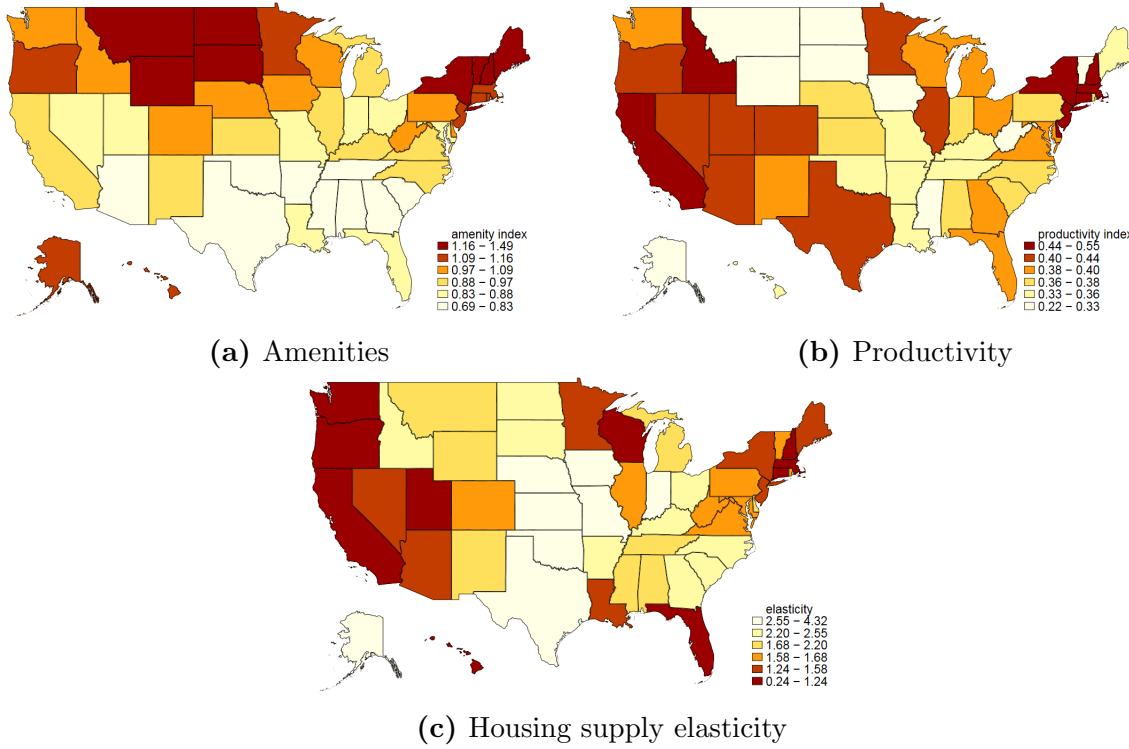 amenity index
1.16 − 1.49
1.09 − 1.16
0.97 − 1.09
0.88 − 0.97
0.83 − 0.88
0.69 − 0.83
(a) Amenities
productivity index
0.44 − 0.55
0.40 − 0.44
0.38 − 0.40
0.36 − 0.38
0.33 − 0.36
0.22 − 0.33
(b) Productivity
elasticity
2.55 − 4.32
2.20 − 2.55
1.68 − 2.20
1.58 − 1.68
1.24 − 1.58
0.24 − 1.24
(c) Housing supply elasticity